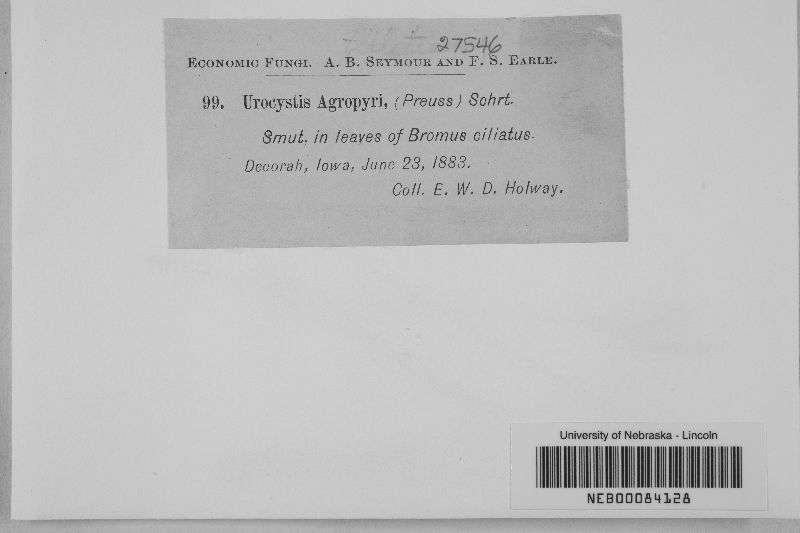 27546
Economic Fungi. A. B. Seymour and F. S. Earle.
99. Urocystis Agropyri, (Preuss) Schrt.
Smut, in leaves of Bromus ciliatus.
Decorah, Iowa, June 23, 1883.
Coll. E. W. D. Holway.
University of Nebraska - Lincoln
NEB00084128